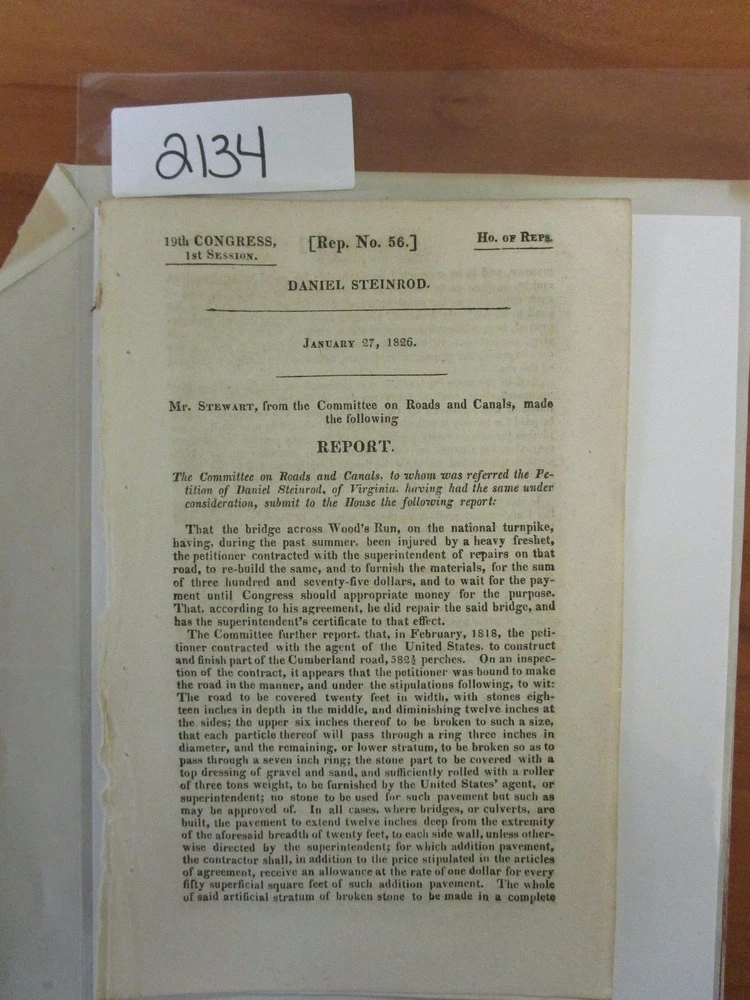 2134
19th CONGRESS, [Rep. No. 56.] Ho. of Reps.
1st Session.
DANIEL STEINROD.
January 27, 1826.
Mr. Stewart, from the Committee on Roads and Canals, made
the following
REPORT.
The Committee on Roads and Canals, to whom was referred the Pe-
tition of Daniel Steinrod, of Virginia, having had the same under
consideration, submit to the House the following report:
That the bridge across Wood's Run, on the national turnpike,
having, during the past summer, been injured by a heavy freshet,
the petitioner contracted with the superintendent of repairs on that
road, to re-build the same, and to furnish the materials, for the sum
of three hundred and seventy-five dollars, and to wait for the pay-
ment until Congress should appropriate money for the purpose.
That, according to his agreement, he did repair the said bridge, and
has the superintendent's certificate to that effect.
The Committee further report, that, in February, 1818, the peti-
tioner contracted with the agent of the United States, to construct
and finish part of the Cumberland road, 582½ perches. On an inspec-
tion of the contract, it appears that the petitioner was bound to make
the road in the manner, and under the stipulations following, to wit:
The road to be covered twenty feet in width, with stones eigh-
teen inches in depth in the middle, and diminishing twelve inches at
the sides; the upper six inches thereof to be broken to such a size,
that each particle thereof will pass through a ring three inches in
diameter, and the remaining, or lower stratum, to be broken so as to
pass through a seven inch ring; the stone part to be covered with a
top dressing of gravel and sand, and sufficiently rolled with a roller
of three tons weight, to be furnished by the United States' agent, or
superintendent; no stone to be used for such pavement but such as
may be approved of. In all cases, where bridges, or culverts, are
built, the pavement to extend twelve inches deep from the extremity
of the aforesaid breadth of twenty feet, to each side wall, unless other-
wise directed by the superintendent; for which addition pavement,
the contractor shall, in addition to the price stipulated in the articles
of agreement, receive an allowance at the rate of one dollar for every
fifty superficial square feet of such addition pavement. The whole
of said artificial stratum of broken stone to be made in a complete